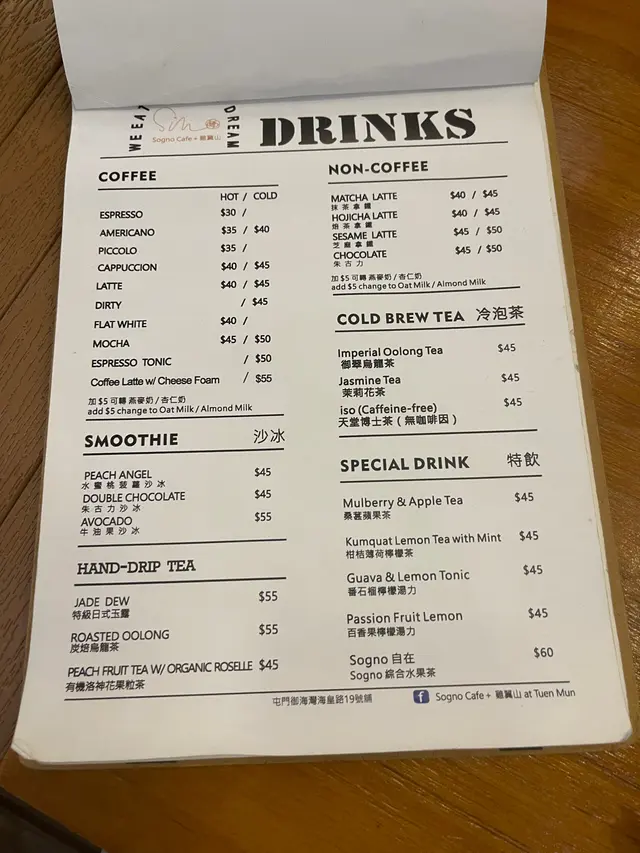 WEEAZ
Sogno Cafe + 雞翼山
DREAM
DRINKS
COFFEE
HOT / COLD
ESPRESSO $30 /
AMERICANO $35 / $40
PICCOLO $35 /
CAPPUCCION $40 / $45
LATTE $40 / $45
DIRTY / $45
FLAT WHITE $40 /
MOCHA $45 / $50
ESPRESSO TONIC / $50
Coffee Latte w/ Cheese Foam / $55
加 $5 可轉 燕麥奶 / 杏仁奶
add $5 change to Oat Milk / Almond Milk
SMOOTHIE 沙冰
PEACH ANGEL $45
水蜜桃菠蘿沙冰
DOUBLE CHOCOLATE $45
朱古力沙冰
AVOCADO $55
牛油果沙冰
HAND-DRIP TEA
JADE DEW $55
特級日式玉露
ROASTED OOLONG $55
炭焙烏龍茶
PEACH FRUIT TEA W/ ORGANIC ROSELLE $45
有機洛神花果粒茶
NON-COFFEE
MATCHA LATTE $40 / $45
抹茶拿鐵
HOJICHA LATTE $40 / $45
焙茶拿鐵
SESAME LATTE $45 / $50
芝麻拿鐵
CHOCOLATE $45 / $50
朱古力
加 $5 可轉 燕麥奶 / 杏仁奶
add $5 change to Oat Milk / Almond Milk
COLD BREW TEA 冷泡茶
Imperial Oolong Tea $45
御翠烏龍茶
Jasmine Tea $45
茉莉花茶
iso (Caffeine-free) $45
天堂博士茶 ( 無咖啡因 )
SPECIAL DRINK 特飲
Mulberry & Apple Tea $45
桑葚蘋果茶
Kumquat Lemon Tea with Mint $45
柑桔薄荷檸檬茶
Guava & Lemon Tonic $45
番石榴檸檬湯力
Passion Fruit Lemon $45
百香果檸檬湯力
Sogno 自在 $60
Sogno 綜合水果茶
屯門御海灣海皇路19號舖
f Sogno Cafe + 雞翼山 at Tuen Mun